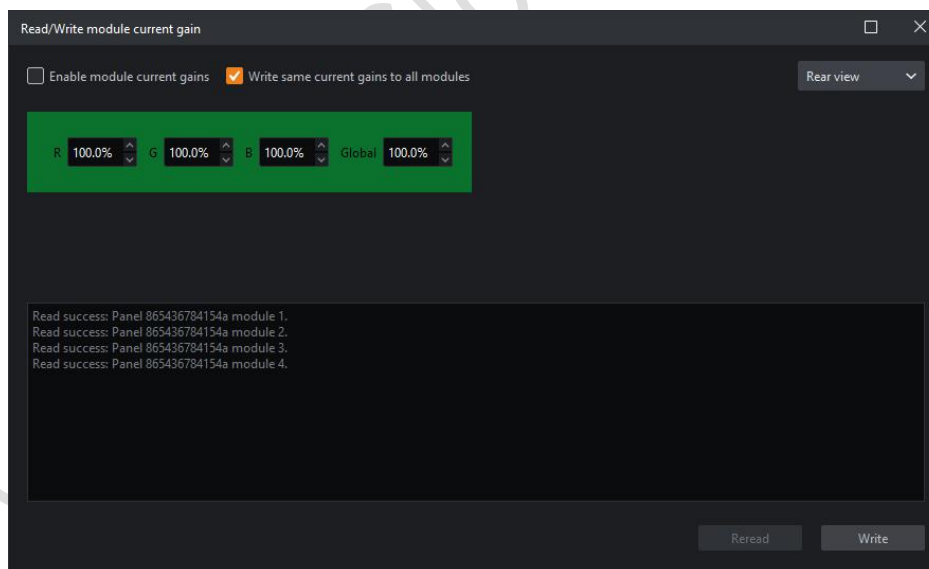 Read/Write module current gain
Enable module current gains Write same current gains to all modules Rear view
R 100.0% G 100.0% B 100.0% Global 100.0%
Read success: Panel 865436784154a module 1.
Read success: Panel 865436784154a module 2.
Read success: Panel 865436784154a module 3.
Read success: Panel 865436784154a module 4.
Reread Write